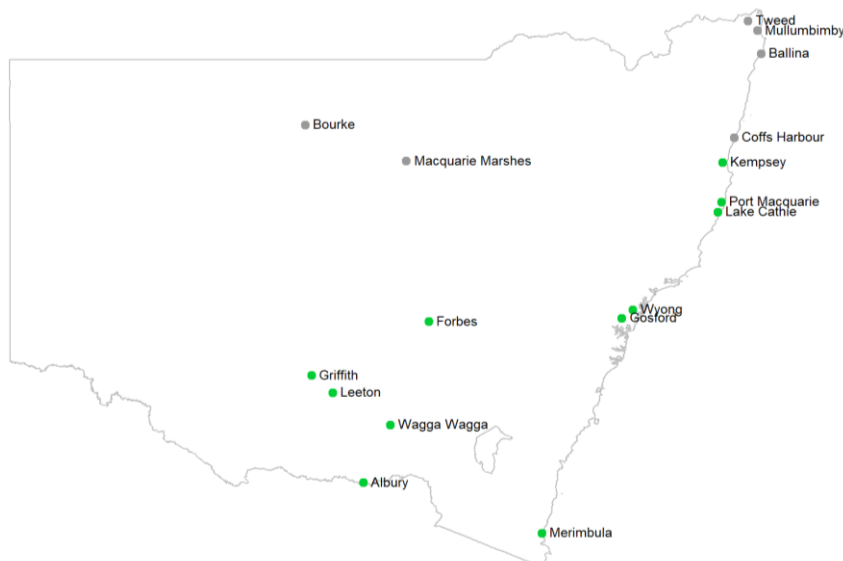 Tweed
Mullumbimby
Ballina
Bourke
Coffs Harbour
Macquarie Marshes
Kempsey
Port Macquarie
Lake Cathie
Wyong
Gosford
Forbes
Griffith
Leeton
Wagga Wagga
Albury
Merimbula